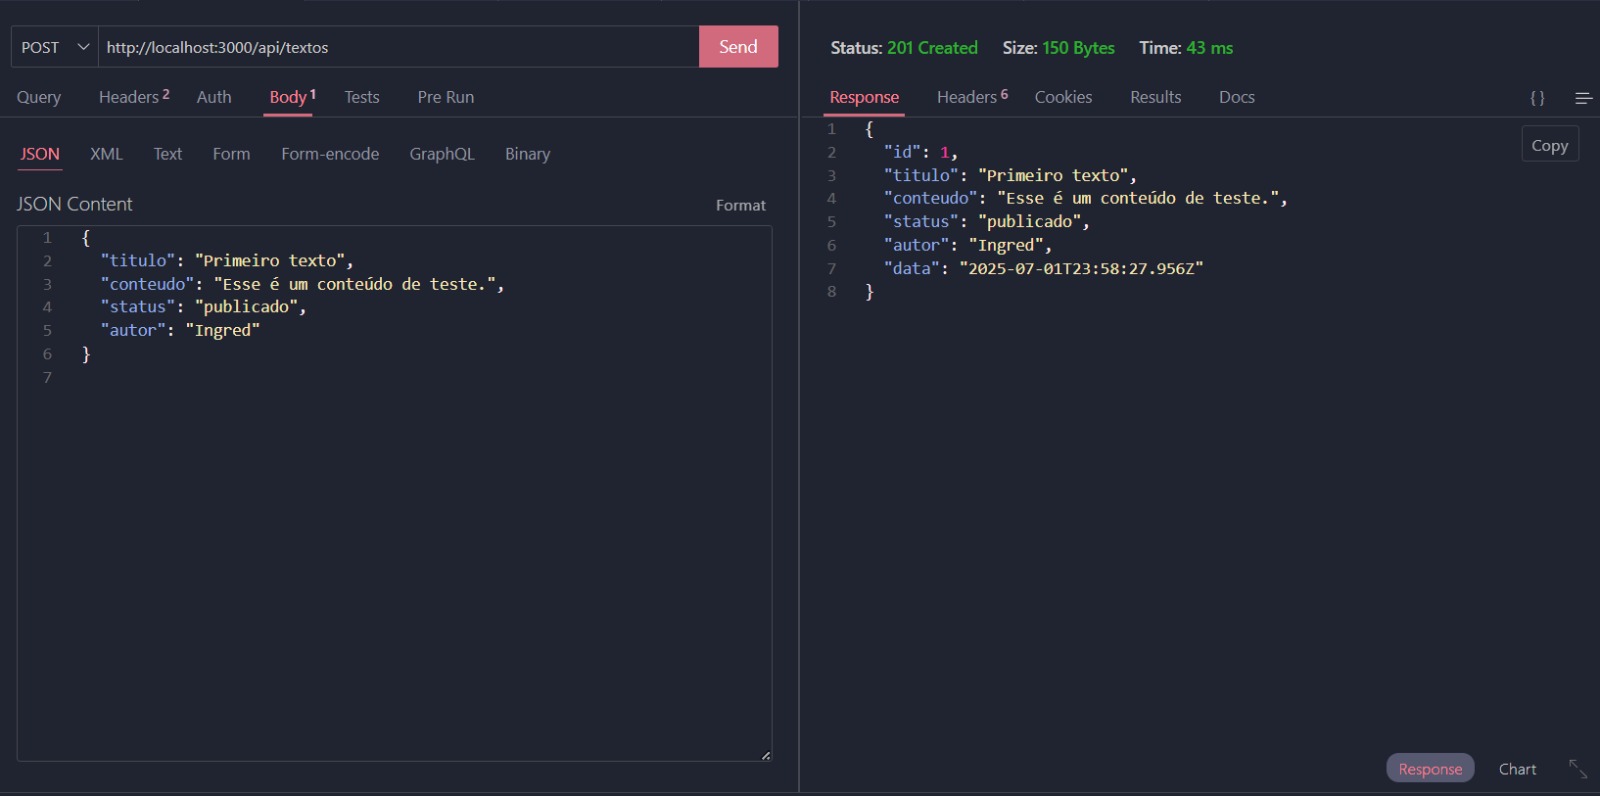 POST http://localhost:3000/api/textos Send
Query Headers 2 Auth Body 1 Tests Pre Run
JSON XML Text Form Form-encode GraphQL Binary
JSON Content Format
1 {
2 "titulo": "Primeiro texto",
3 "conteudo": "Esse é um conteúdo de teste.",
4 "status": "publicado",
5 "autor": "Ingred"
6 }
7
Status: 201 Created Size: 150 Bytes Time: 43 ms
Response Headers 6 Cookies Results Docs {}
Copy
1 {
2 "id": 1,
3 "titulo": "Primeiro texto",
4 "conteudo": "Esse é um conteúdo de teste.",
5 "status": "publicado",
6 "autor": "Ingred",
7 "data": "2025-07-01T23:58:27.956Z"
8 }
Response Chart